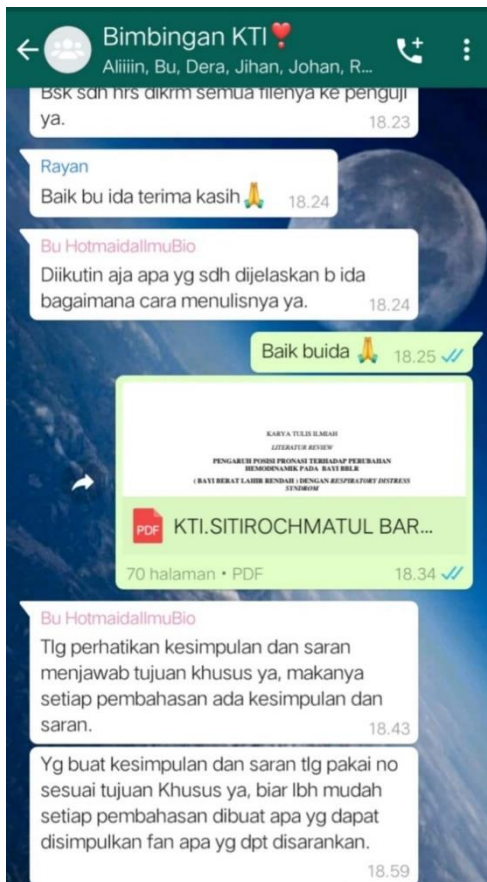 Bimbingan KTI❣️
Aliiiin, Bu, Dera, Jihan, Johan, R...
Bsk sdh hrs dikrm semua filenya ke penguji
ya.
18.23
Rayan
Baik bu ida terima kasih🙏
18.24
Bu HotmaidaIlmuBio
Diikutin aja apa yg sdh dijelaskan b ida
bagaimana cara menulisnya ya.
18.24
Baik buida 🙏
18.25
KARYA TULIS ILMIAH
LITERATUR REVIEW
PENGARUH POSISI PRONASI TERHADAP PERUBAHAN
HEMODINAMIK PADA BAYI BBLR
( BAYI BERAT LAHIR RENDAH ) DENGAN RESPIRATORY DISTRESS
SYNDROM
PDF
KTI.SITIROCHMATUL BAR...
70 halaman • PDF
18.34
Bu HotmaidaIlmuBio
Tlg perhatikan kesimpulan dan saran
menjawab tujuan khusus ya, makanya
setiap pembahasan ada kesimpulan dan
saran.
18.43
Yg buat kesimpulan dan saran tlg pakai no
sesuai tujuan Khusus ya, biar lbh mudah
setiap pembahasan dibuat apa yg dapat
disimpulkan fan apa yg dpt disarankan.
18.59